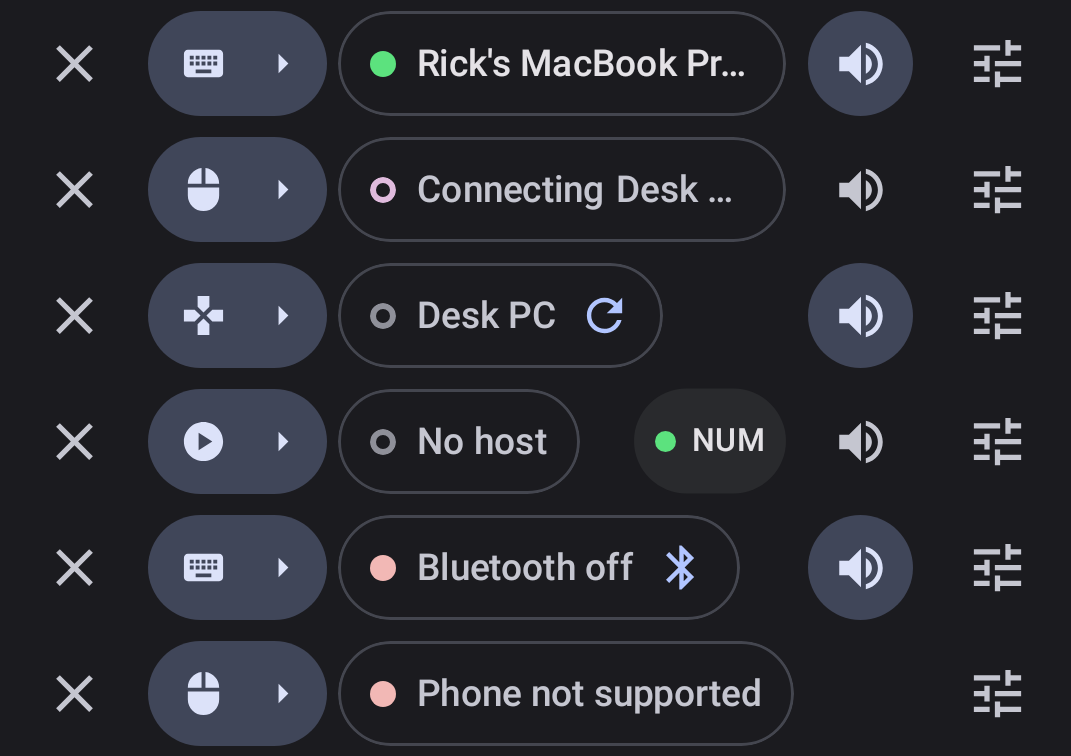 Rick's MacBook Pr...
Connecting Desk ...
Desk PC
No host NUM
Bluetooth off
Phone not supported